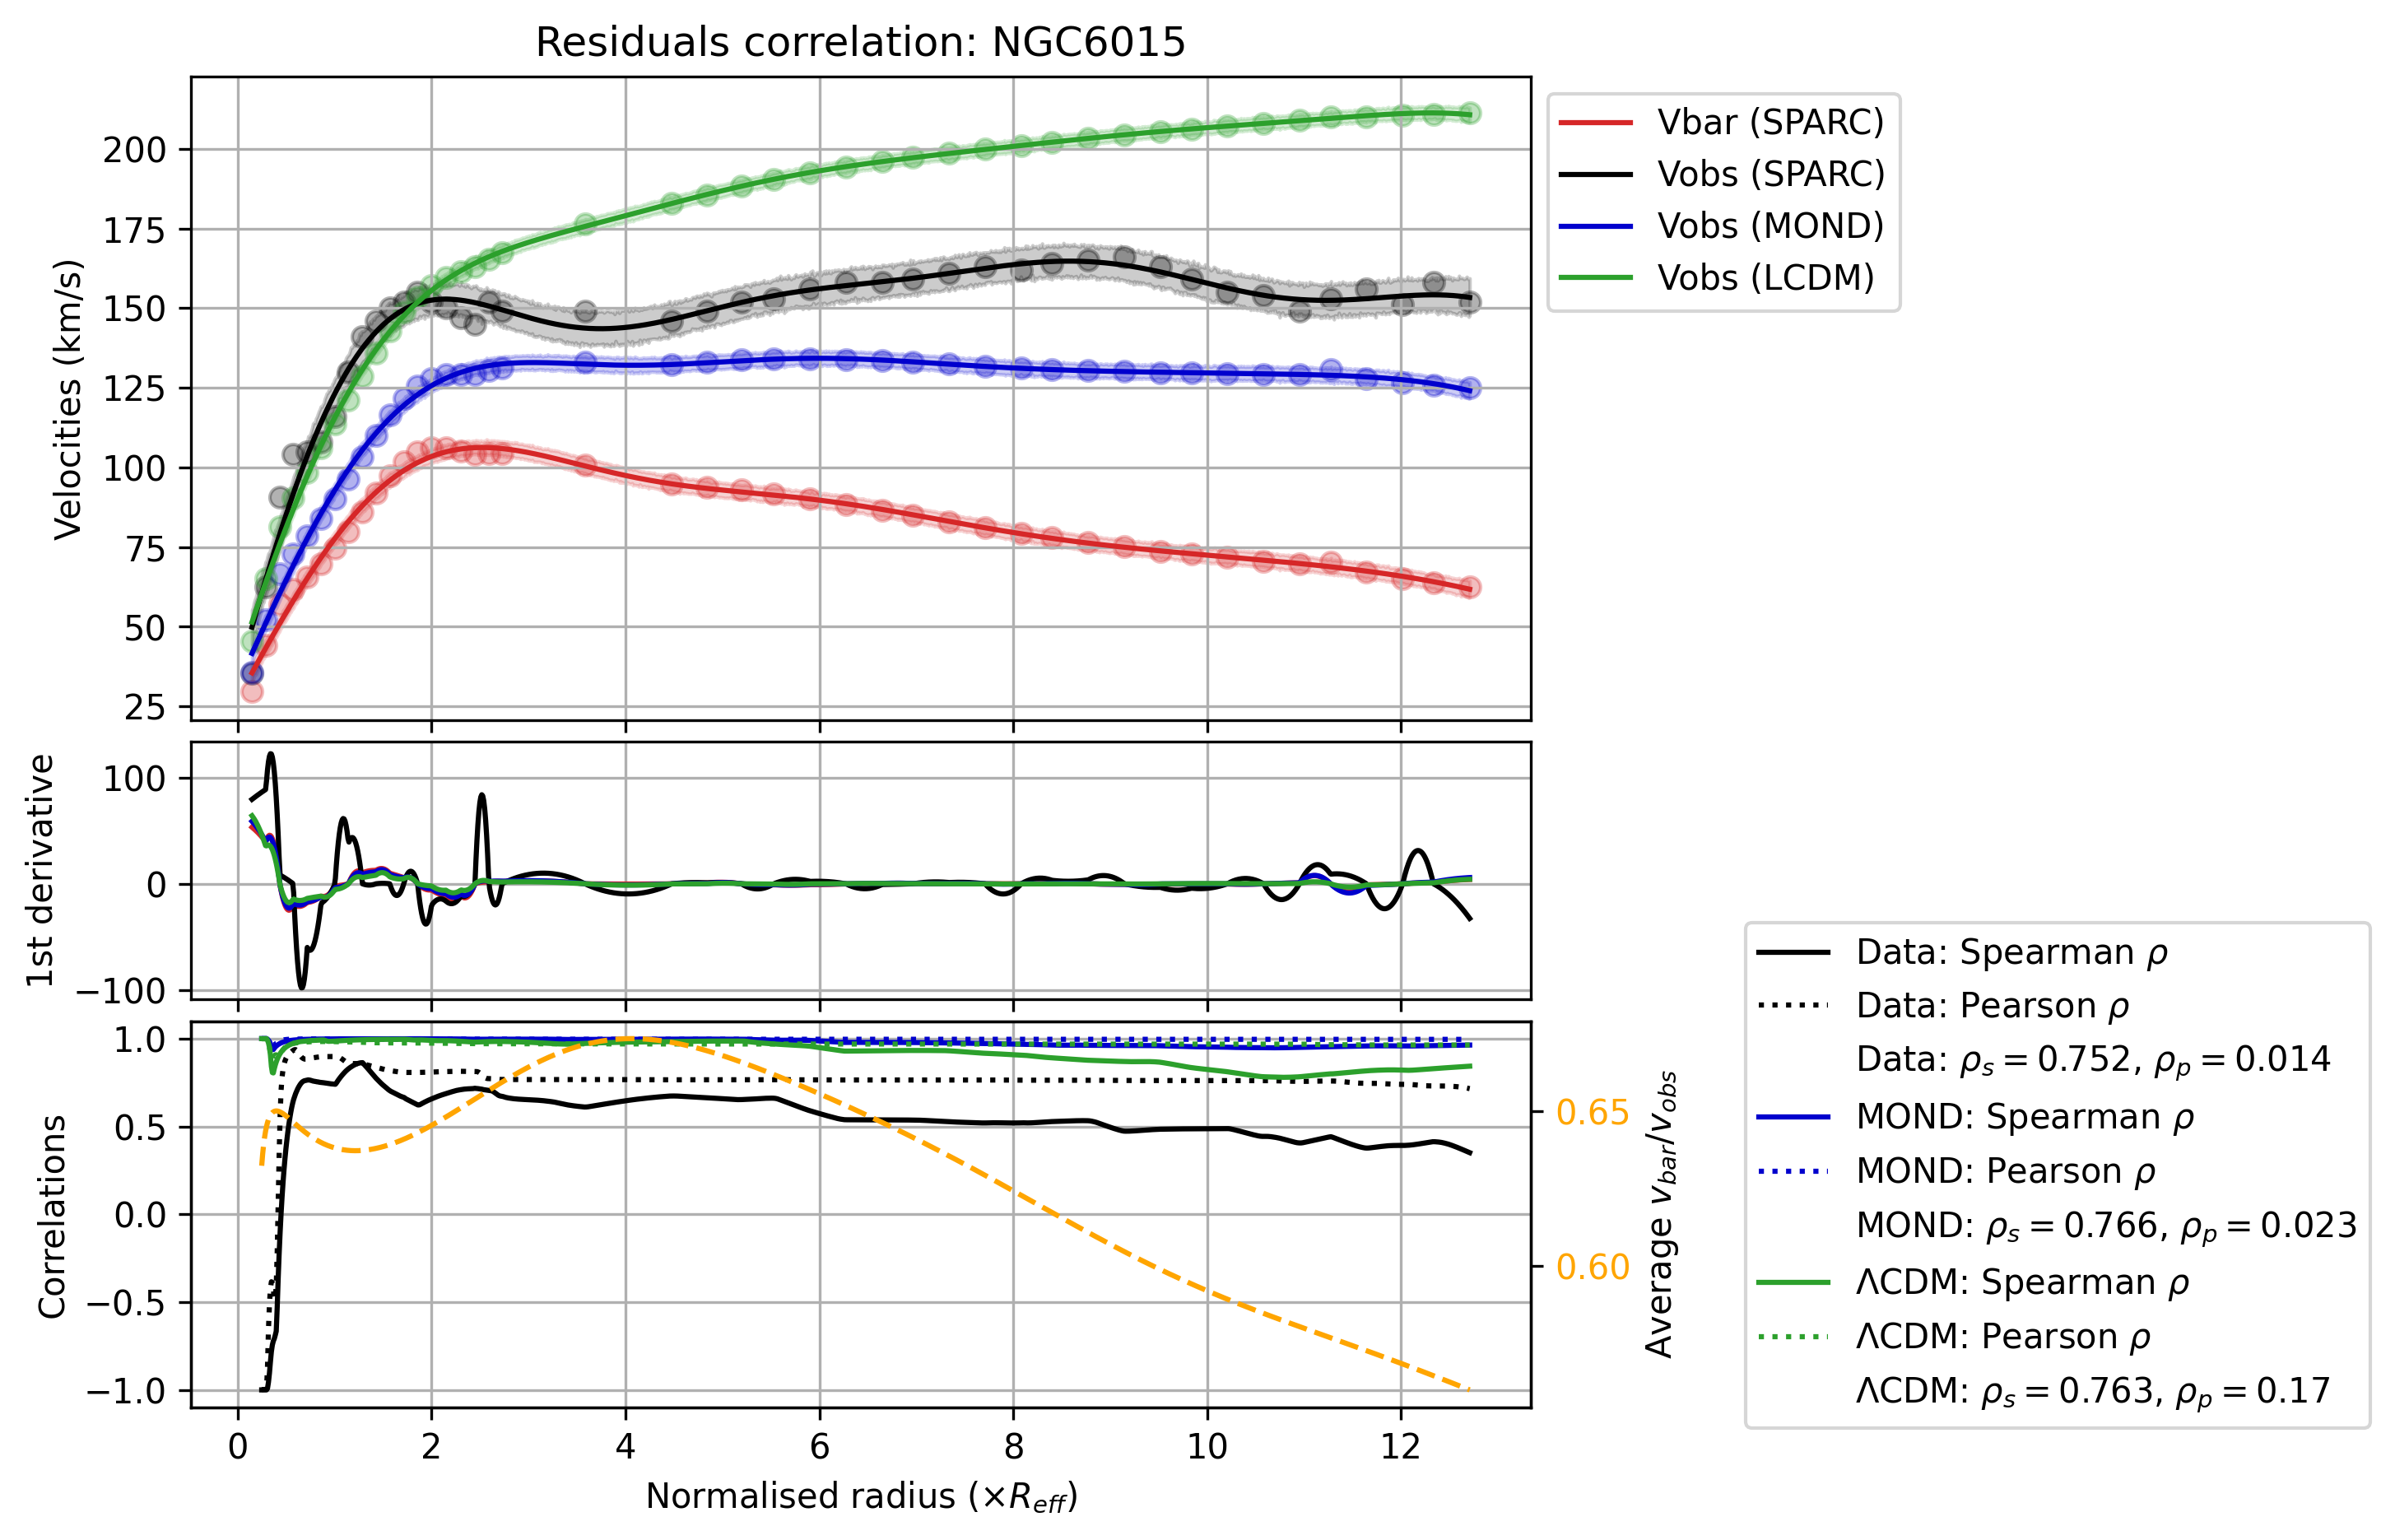 Residuals correlation: NGC6015
Velocities (km/s)
200
175
150
125
100
75
50
25
Vbar (SPARC)
Vobs (SPARC)
Vobs (MOND)
Vobs (LCDM)
1st derivative
100
0
−100
Correlations
1.0
0.5
0.0
−0.5
−1.0
0.65
0.60
Average v_bar/v_obs
0 2 4 6 8 10 12
Normalised radius (×R_eff)
Data: Spearman ρ
Data: Pearson ρ
Data: ρ_s = 0.752, ρ_p = 0.014
MOND: Spearman ρ
MOND: Pearson ρ
MOND: ρ_s = 0.766, ρ_p = 0.023
ΛCDM: Spearman ρ
ΛCDM: Pearson ρ
ΛCDM: ρ_s = 0.763, ρ_p = 0.17